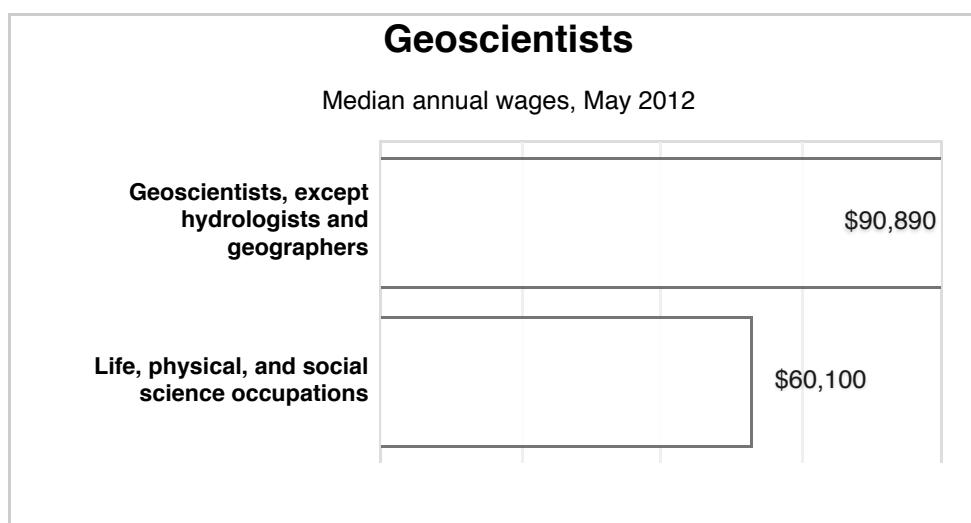 Geoscientists
Median annual wages, May 2012
Geoscientists, except
hydrologists and
geographers
$90,890
Life, physical, and social
science occupations
$60,100